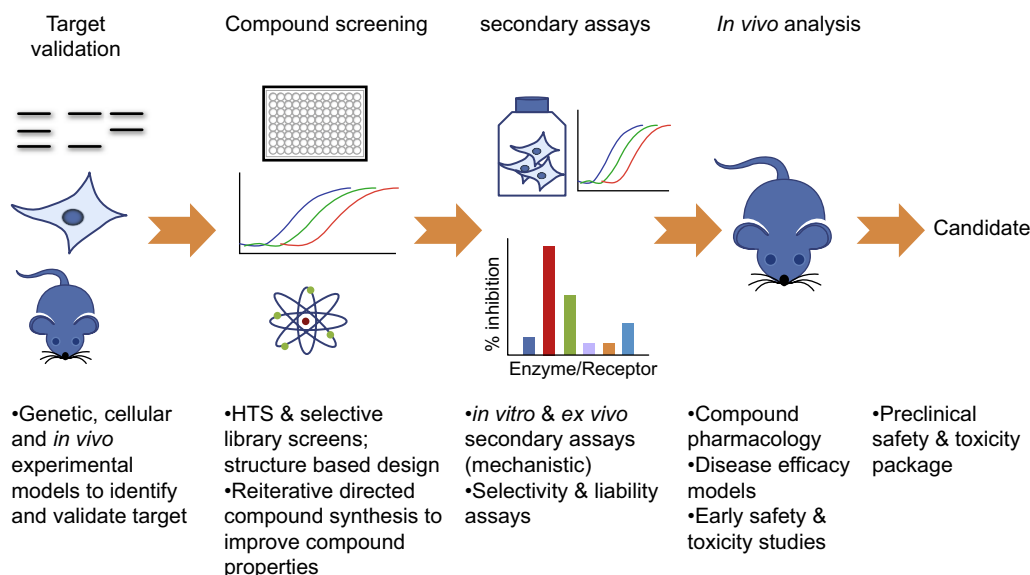 Target
validation
Compound screening
secondary assays
In vivo analysis
Candidate
% inhibition
Enzyme/Receptor
•Genetic, cellular
and in vivo
experimental
models to identify
and validate target
•HTS & selective
library screens;
structure based design
•Reiterative directed
compound synthesis to
improve compound
properties
•in vitro & ex vivo
secondary assays
(mechanistic)
•Selectivity & liability
assays
•Compound
pharmacology
•Disease efficacy
models
•Early safety &
toxicity studies
•Preclinical
safety & toxicity
package